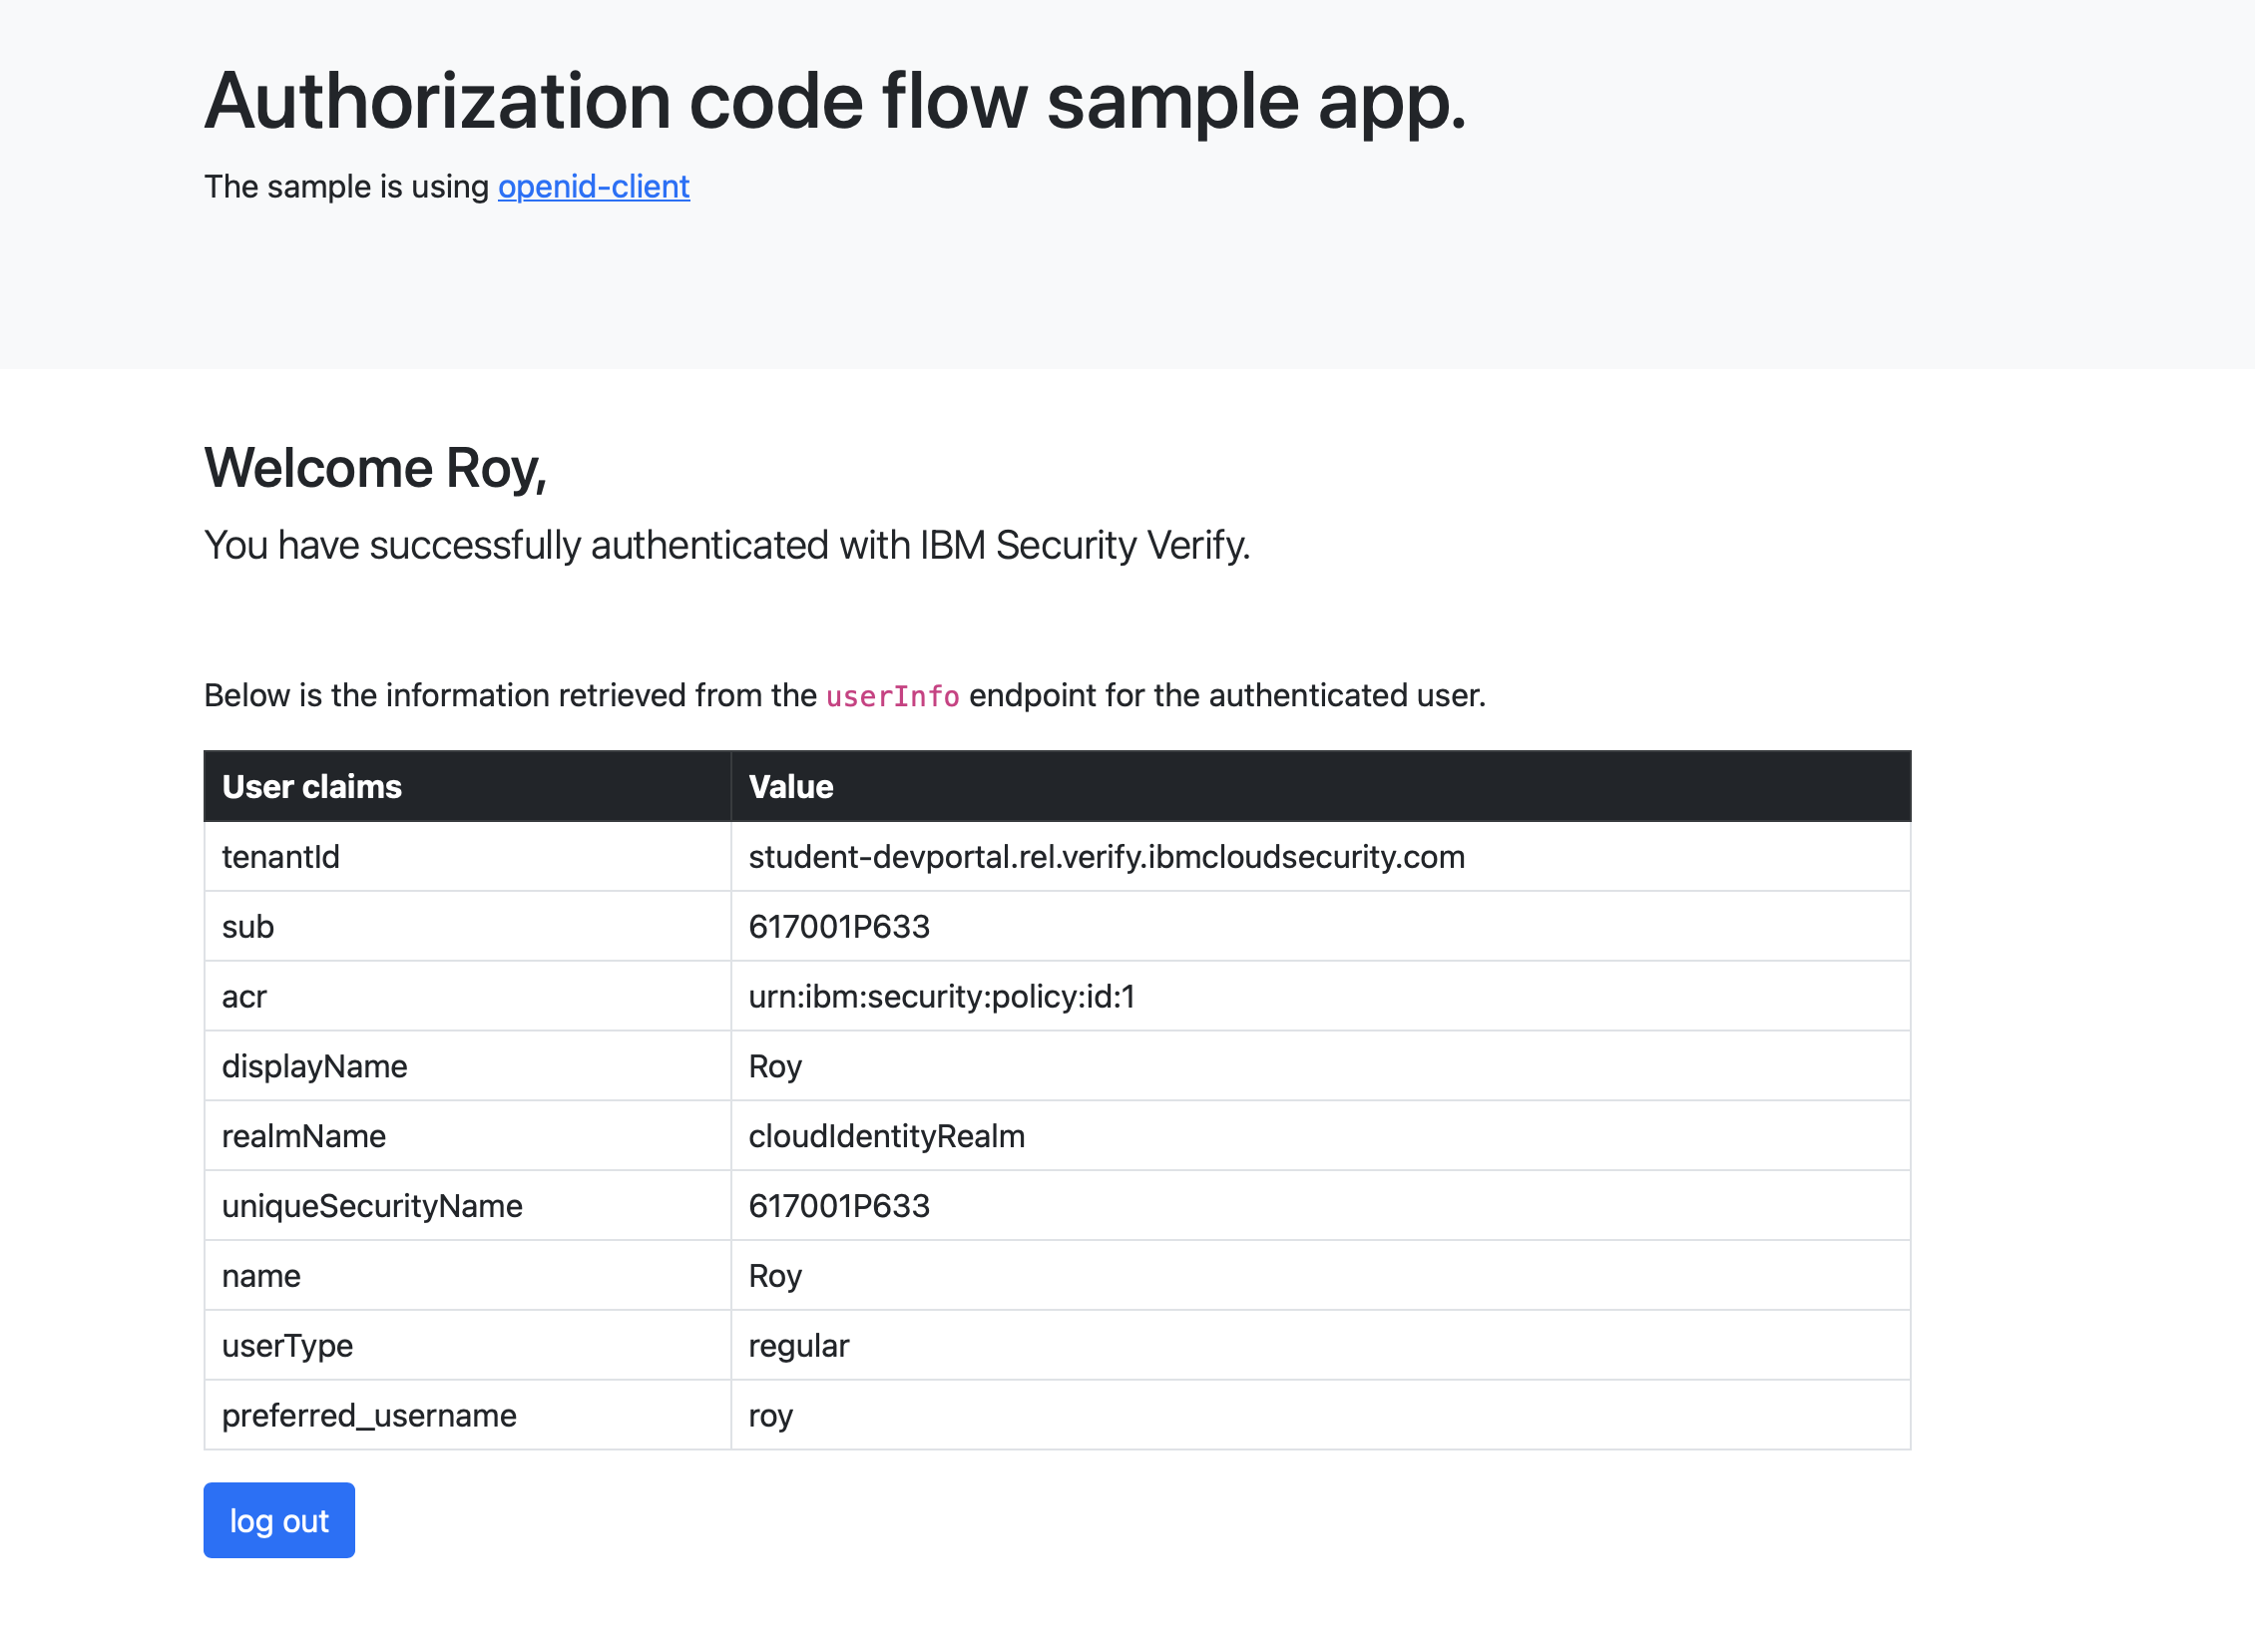 Authorization code flow sample app.
The sample is using openid-client
Welcome Roy,
You have successfully authenticated with IBM Security Verify.
Below is the information retrieved from the userInfo endpoint for the authenticated user.
User claims Value
tenantId student-devportal.rel.verify.ibmcloudsecurity.com
sub 617001P633
acr urn:ibm:security:policy:id:1
displayName Roy
realmName cloudIdentityRealm
uniqueSecurityName 617001P633
name Roy
userType regular
preferred_username roy
log out